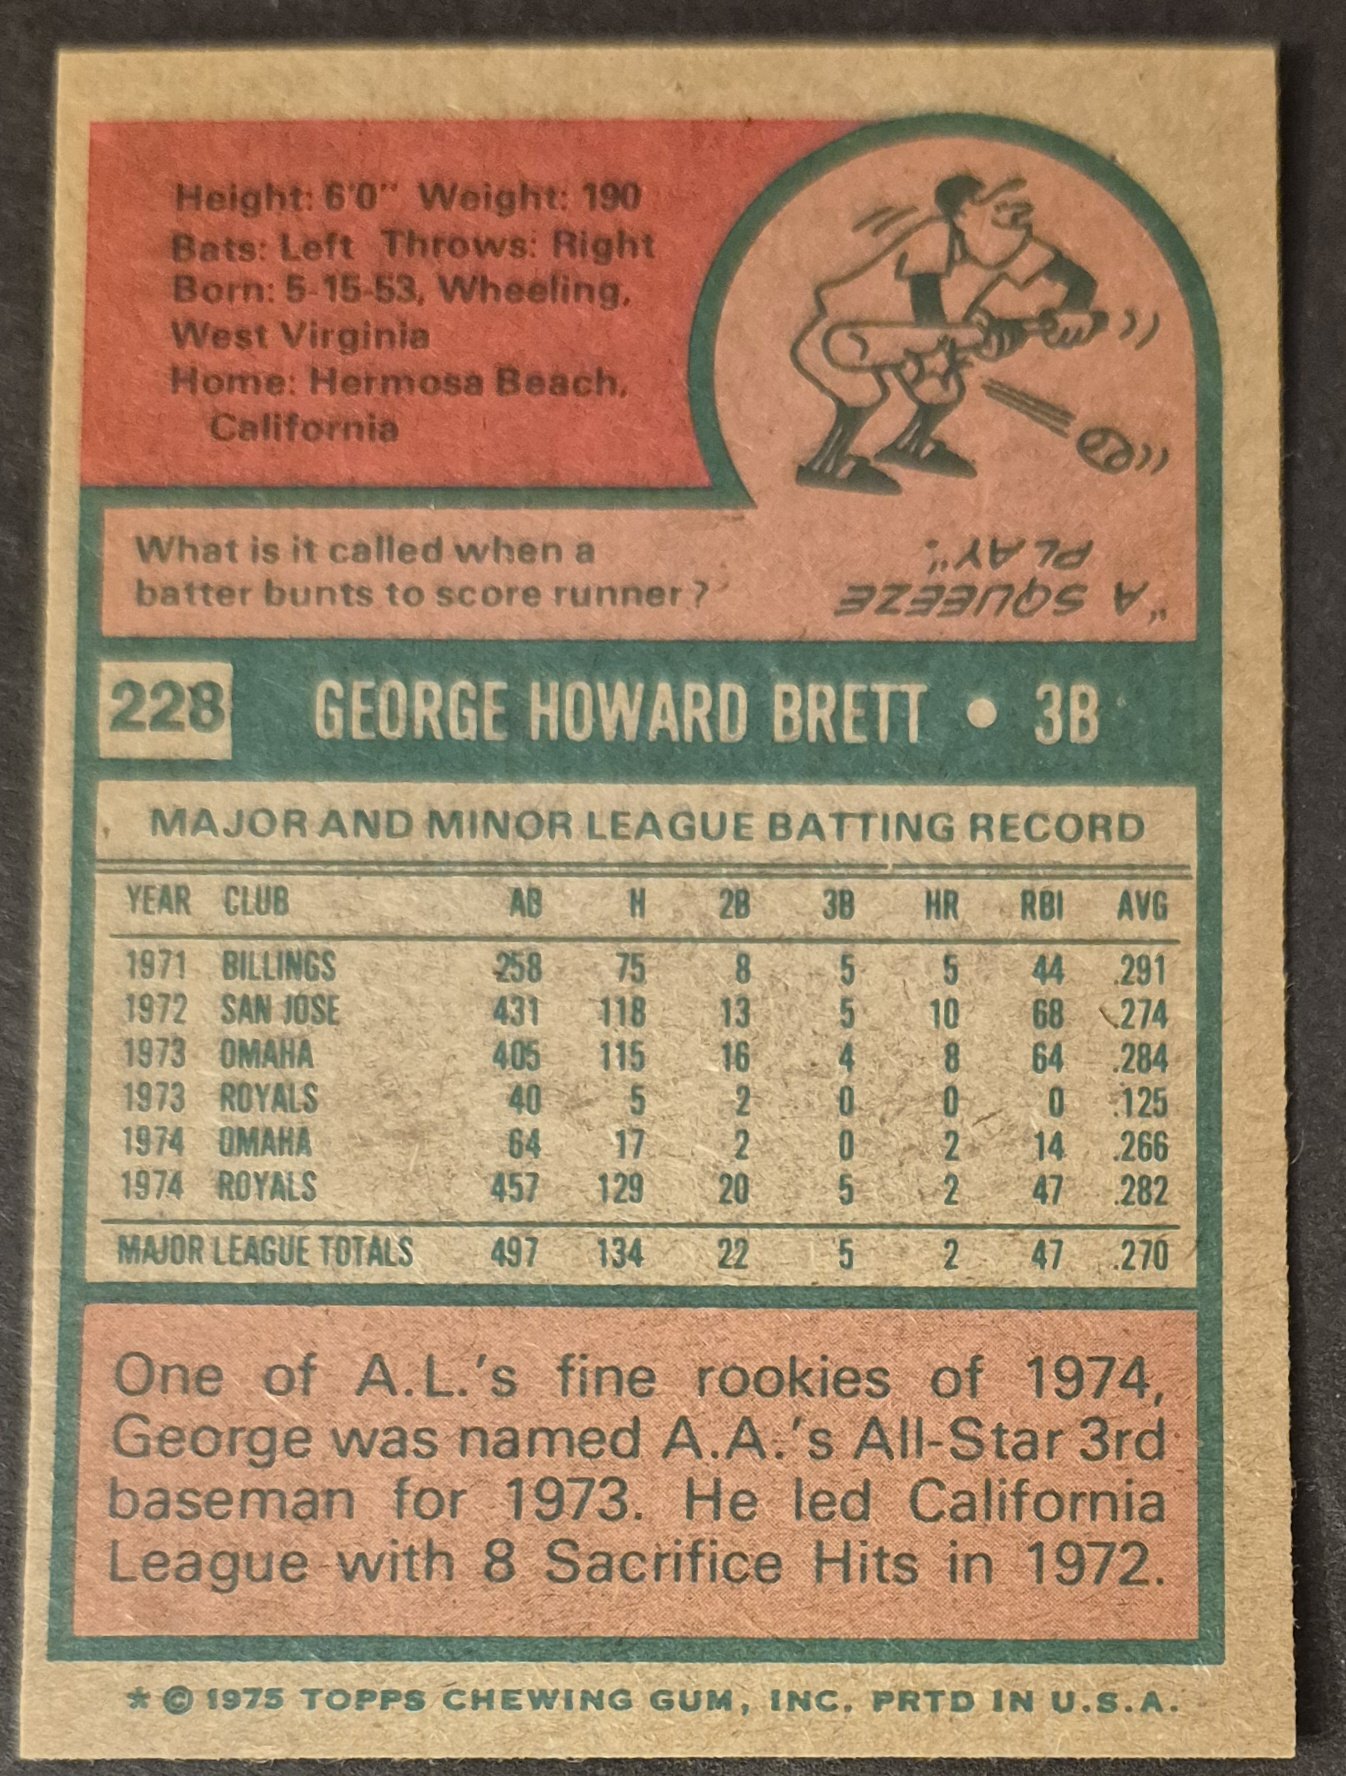 Height: 6'0" Weight: 190
Bats: Left Throws: Right
Born: 5-15-53, Wheeling,
West Virginia
Home: Hermosa Beach,
California
What is it called when a
batter bunts to score runner?
"A SQUEEZE
PLAY".
228 GEORGE HOWARD BRETT • 3B
MAJOR AND MINOR LEAGUE BATTING RECORD
YEAR CLUB AB H 2B 3B HR RBI AVG
1971 BILLINGS 258 75 8 5 5 44 .291
1972 SAN JOSE 431 118 13 5 10 68 .274
1973 OMAHA 405 115 16 4 8 64 .284
1973 ROYALS 40 5 2 0 0 0 .125
1974 OMAHA 64 17 2 0 2 14 .266
1974 ROYALS 457 129 20 5 2 47 .282
MAJOR LEAGUE TOTALS 497 134 22 5 2 47 .270
One of A.L.'s fine rookies of 1974,
George was named A.A.'s All-Star 3rd
baseman for 1973. He led California
League with 8 Sacrifice Hits in 1972.
* © 1975 TOPPS CHEWING GUM, INC. PRTD IN U.S.A.